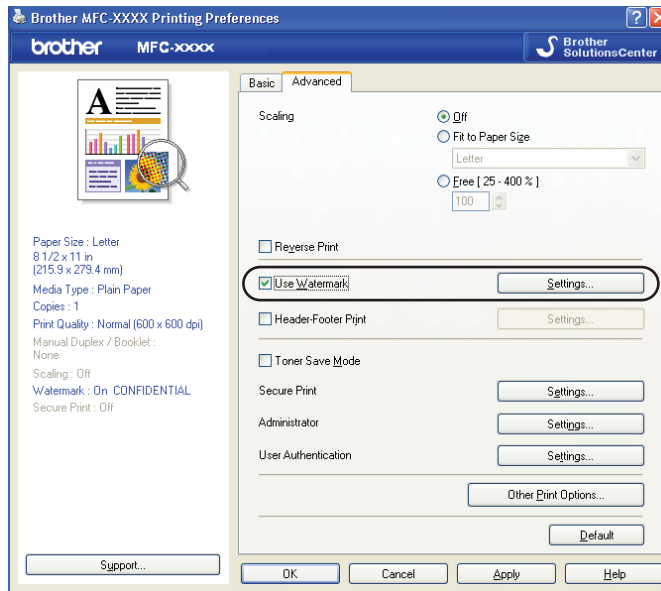 Brother MFC-XXXX Printing Preferences
brother MFC-xxxx
Brother
SolutionsCenter
A
Paper Size : Letter
8 1/2 x 11 in
(215.9 x 279.4 mm)
Media Type : Plain Paper
Copies : 1
Print Quality : Normal (600 x 600 dpi)
Manual Duplex / Booklet :
None
Scaling : Off
Watermark : On CONFIDENTIAL
Secure Print : Off
Support...
Basic Advanced
Scaling
Off
Fit to Paper Size
Letter
Free [ 25 - 400 % ]
100
Reverse Print
Use Watermark Settings...
Header-Footer Print Settings...
Toner Save Mode
Secure Print Settings...
Administrator Settings...
User Authentication Settings...
Other Print Options...
Default
OK Cancel Apply Help